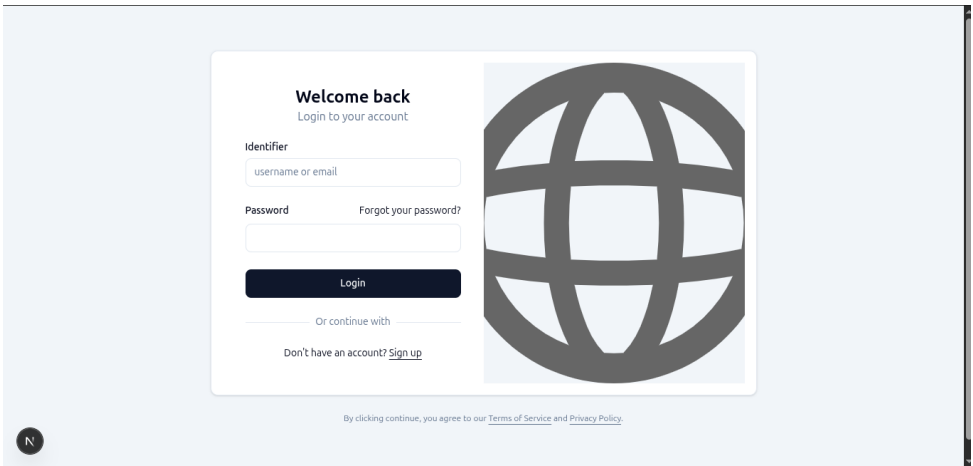 Welcome back
Login to your account
Identifier
username or email
Password Forgot your password?
Login
Or continue with
Don't have an account? Sign up
By clicking continue, you agree to our Terms of Service and Privacy Policy.
N